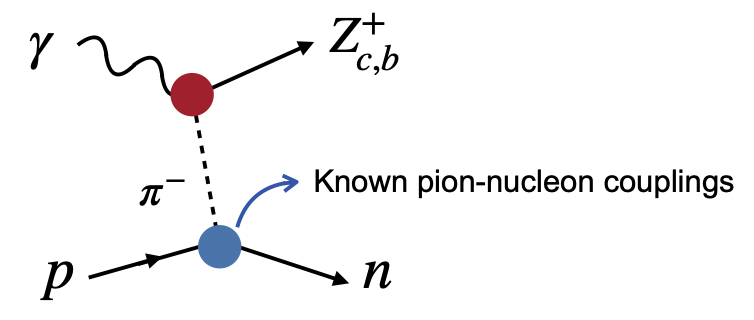 γ
Z⁺c,b
π⁻
Known pion-nucleon couplings
p
n